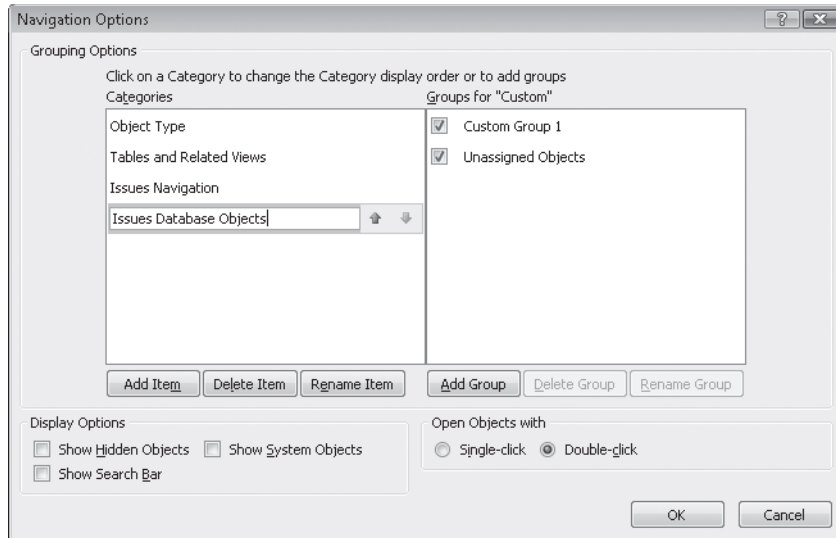 Navigation Options
Grouping Options
Click on a Category to change the Category display order or to add groups
Categories
Groups for "Custom"
Object Type
Tables and Related Views
Issues Navigation
Issues Database Objects
Custom Group 1
Unassigned Objects
Add Item
Delete Item
Rename Item
Add Group
Delete Group
Rename Group
Display Options
Show Hidden Objects
Show System Objects
Show Search Bar
Open Objects with
Single-click
Double-click
OK
Cancel